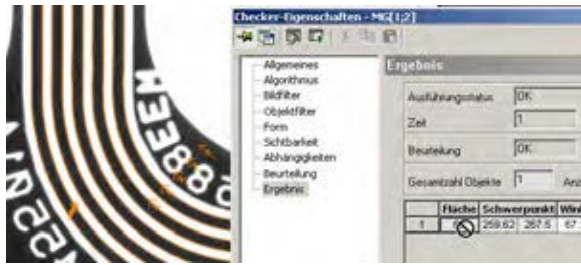 Checker-Eigenschaften - MG[1;2]
Allgemeines
Algorithmus
Bildfilter
Objektfilter
Form
Sichtbarkeit
Abhängigkeiten
Beurteilung
Ergebnis
Ergebnis
Ausführungsstatus OK
Zeit 1
Beurteilung OK
Gesamtzahl Objekte 1
Fläche Schwerpunkt
1 259.62 267.5 67.